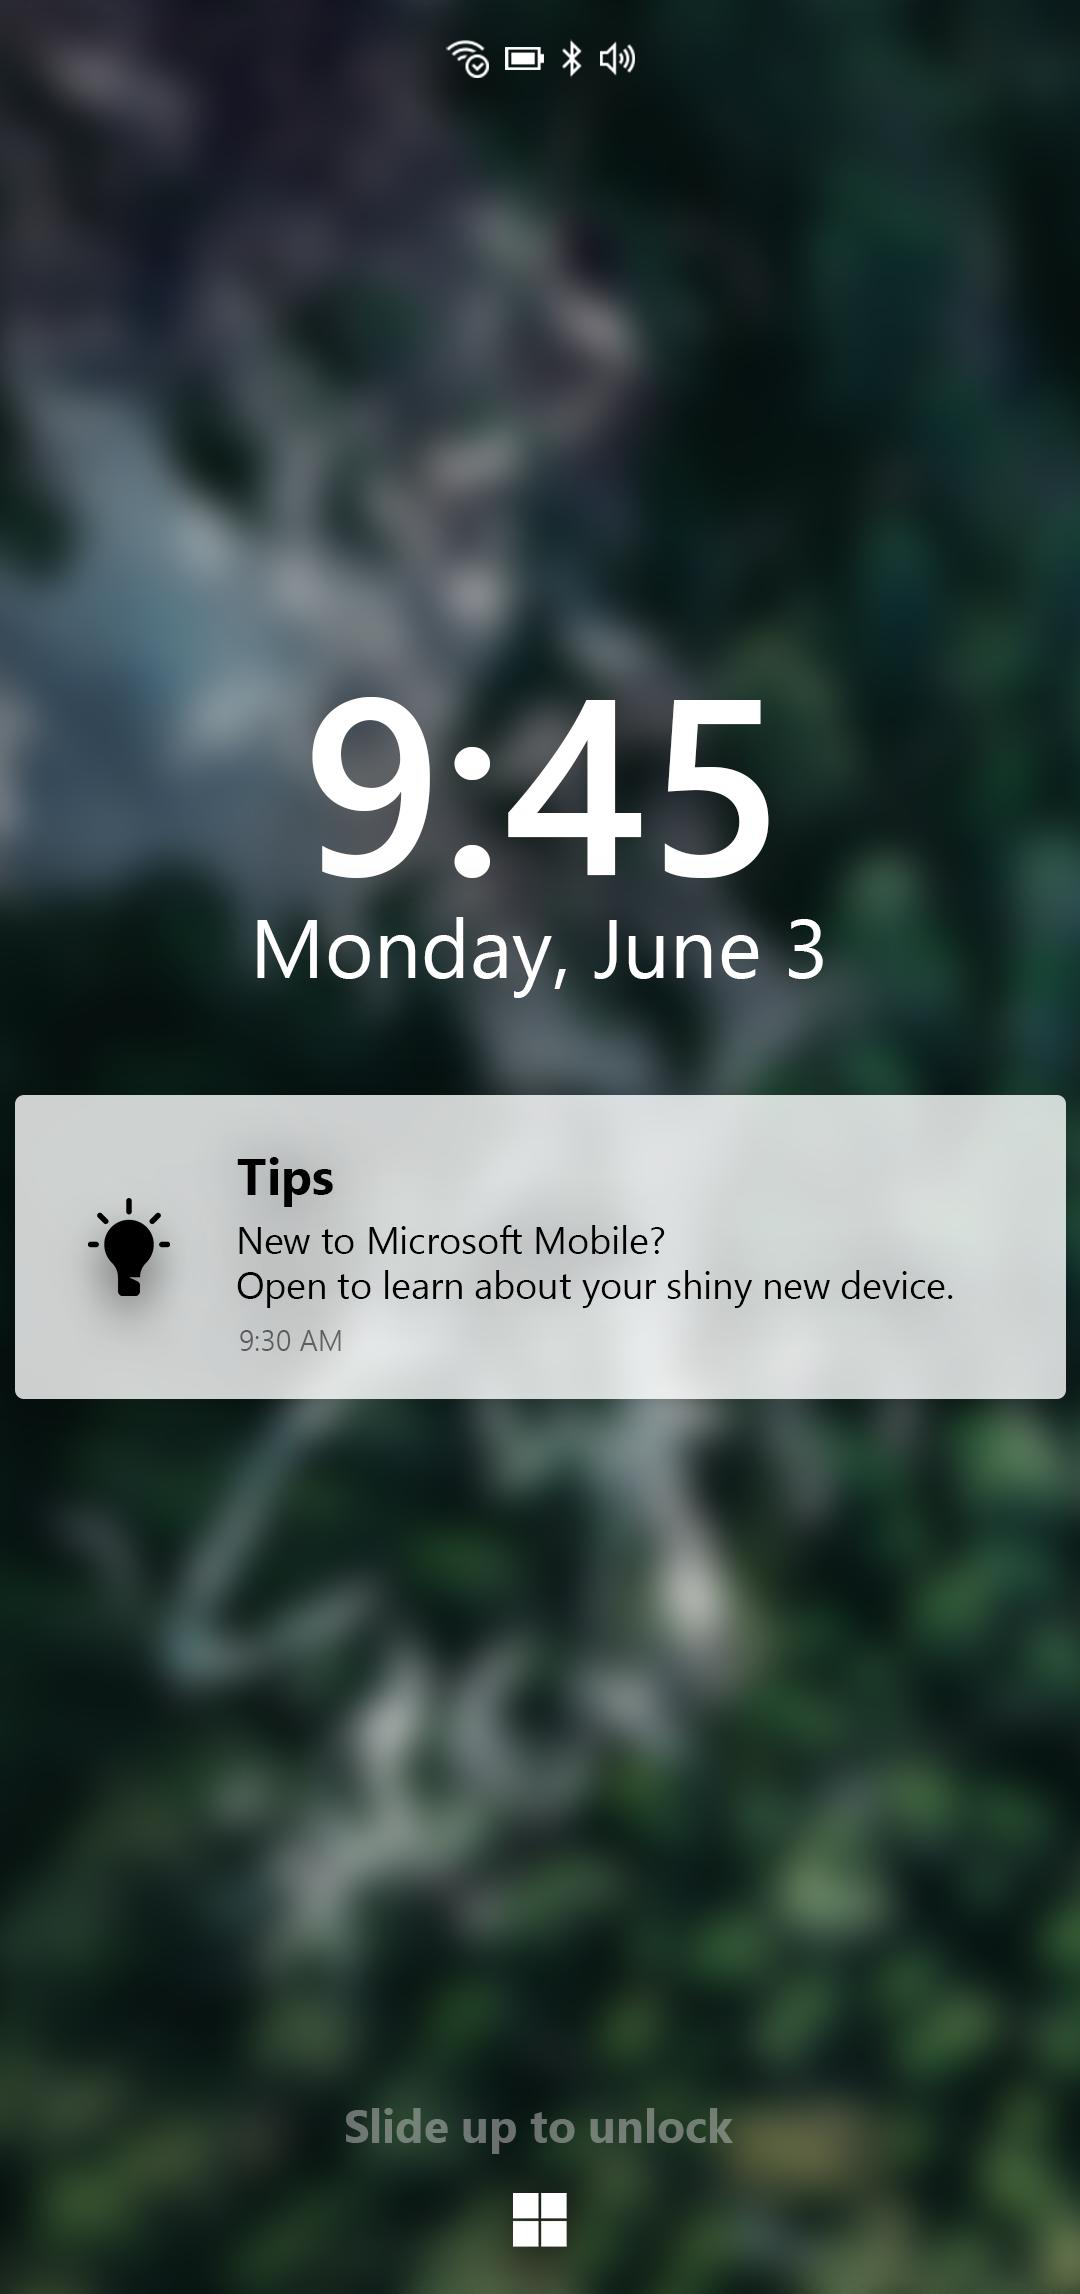 9:45
Monday, June 3
Tips
New to Microsoft Mobile?
Open to learn about your shiny new device.
9:30 AM
Slide up to unlock